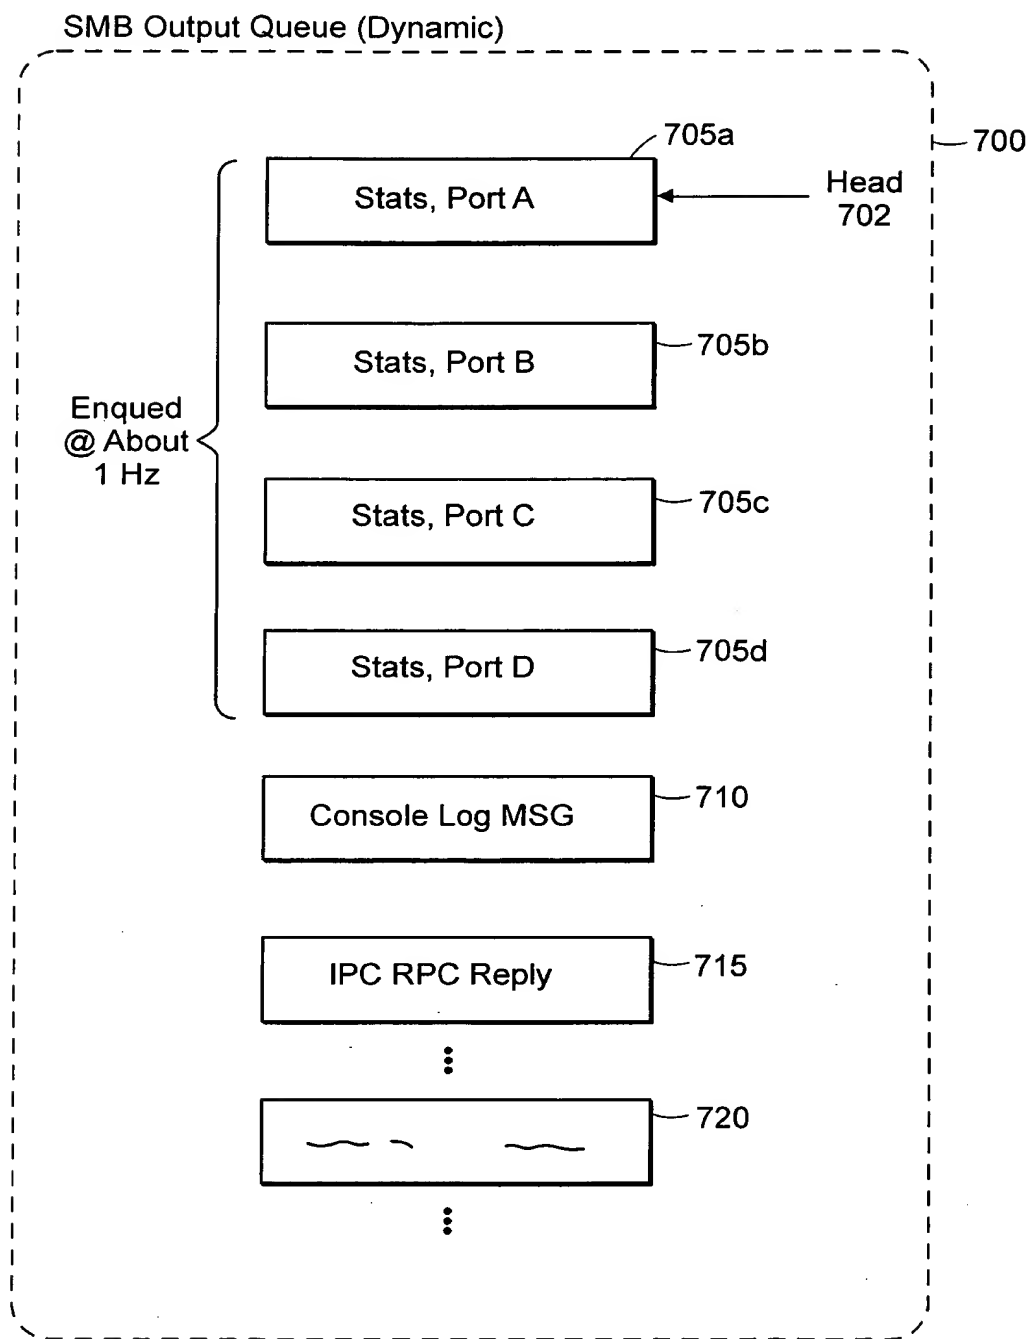 SMB Output Queue (Dynamic)
705a
700
Stats, Port A
Head
702
705b
Stats, Port B
Enqued
@ About
1 Hz
705c
Stats, Port C
705d
Stats, Port D
710
Console Log MSG
715
IPC RPC Reply
720